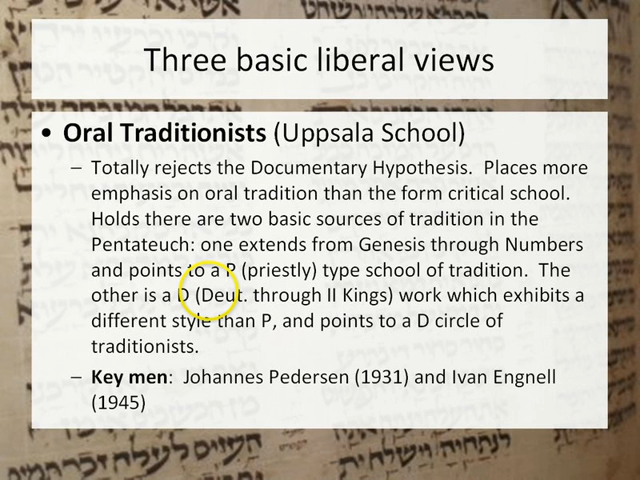 Three basic liberal views
• Oral Traditionists (Uppsala School)
– Totally rejects the Documentary Hypothesis. Places more
emphasis on oral tradition than the form critical school.
Holds there are two basic sources of tradition in the
Pentateuch: one extends from Genesis through Numbers
and points to a P (priestly) type school of tradition. The
other is a D (Deut. through II Kings) work which exhibits a
different style than P, and points to a D circle of
traditionists.
– Key men: Johannes Pedersen (1931) and Ivan Engnell
(1945)